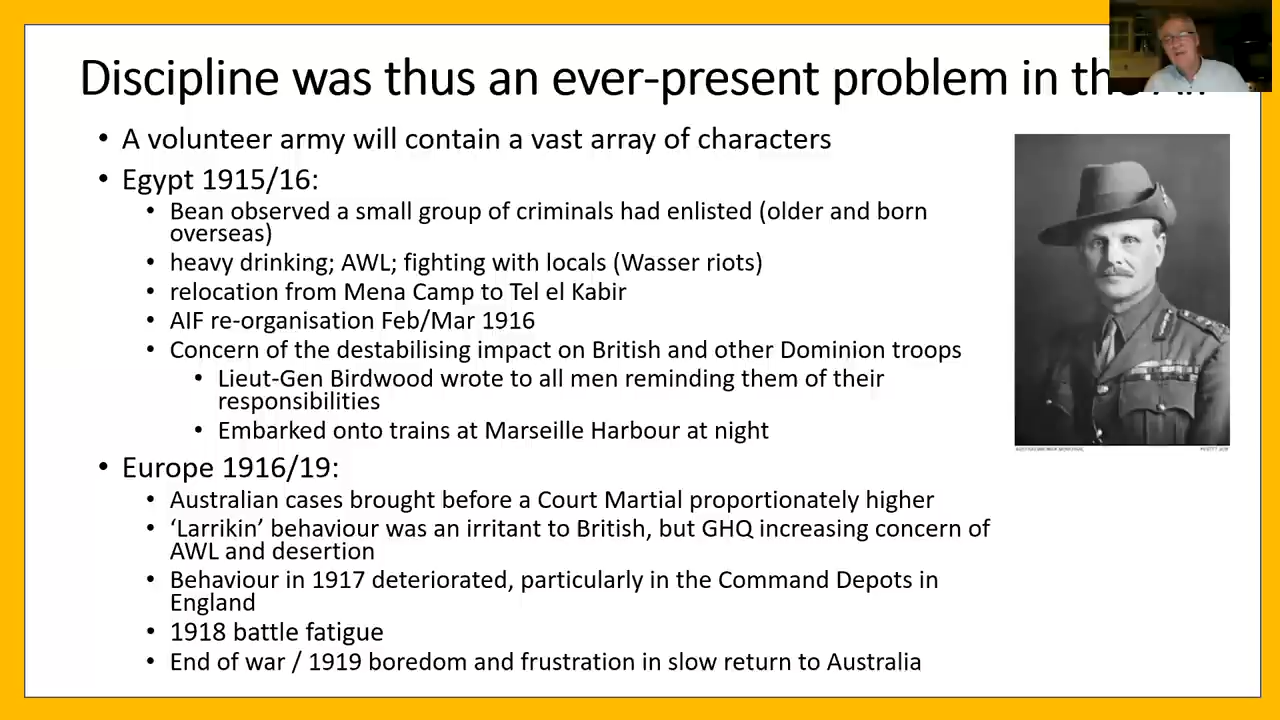 Discipline was thus an ever-present problem in the
• A volunteer army will contain a vast array of characters
• Egypt 1915/16:
• Bean observed a small group of criminals had enlisted (older and born
overseas)
• heavy drinking; AWL; fighting with locals (Wasser riots)
• relocation from Mena Camp to Tel el Kabir
• AIF re-organisation Feb/Mar 1916
• Concern of the destabilising impact on British and other Dominion troops
• Lieut-Gen Birdwood wrote to all men reminding them of their
responsibilities
• Embarked onto trains at Marseille Harbour at night
• Europe 1916/19:
• Australian cases brought before a Court Martial proportionately higher
• ‘Larrikin’ behaviour was an irritant to British, but GHQ increasing concern of
AWL and desertion
• Behaviour in 1917 deteriorated, particularly in the Command Depots in
England
• 1918 battle fatigue
• End of war / 1919 boredom and frustration in slow return to Australia